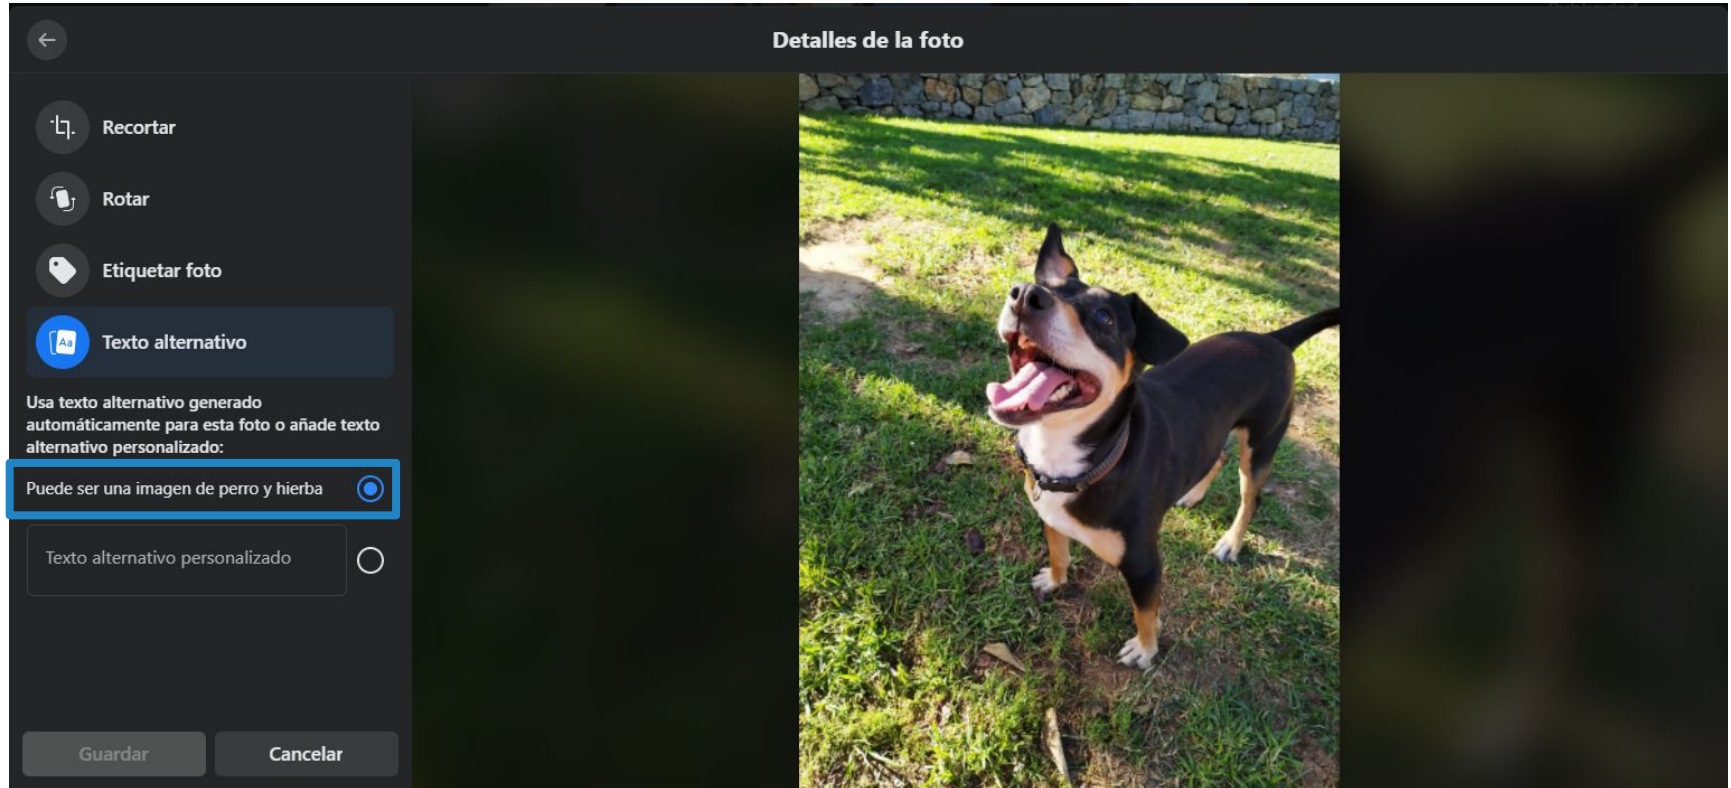 Detalles de la foto
Recortar
Rotar
Etiquetar foto
Aa
Texto alternativo
Usa texto alternativo generado
automáticamente para esta foto o añade texto
alternativo personalizado:
Puede ser una imagen de perro y hierba
Texto alternativo personalizado
Guardar
Cancelar